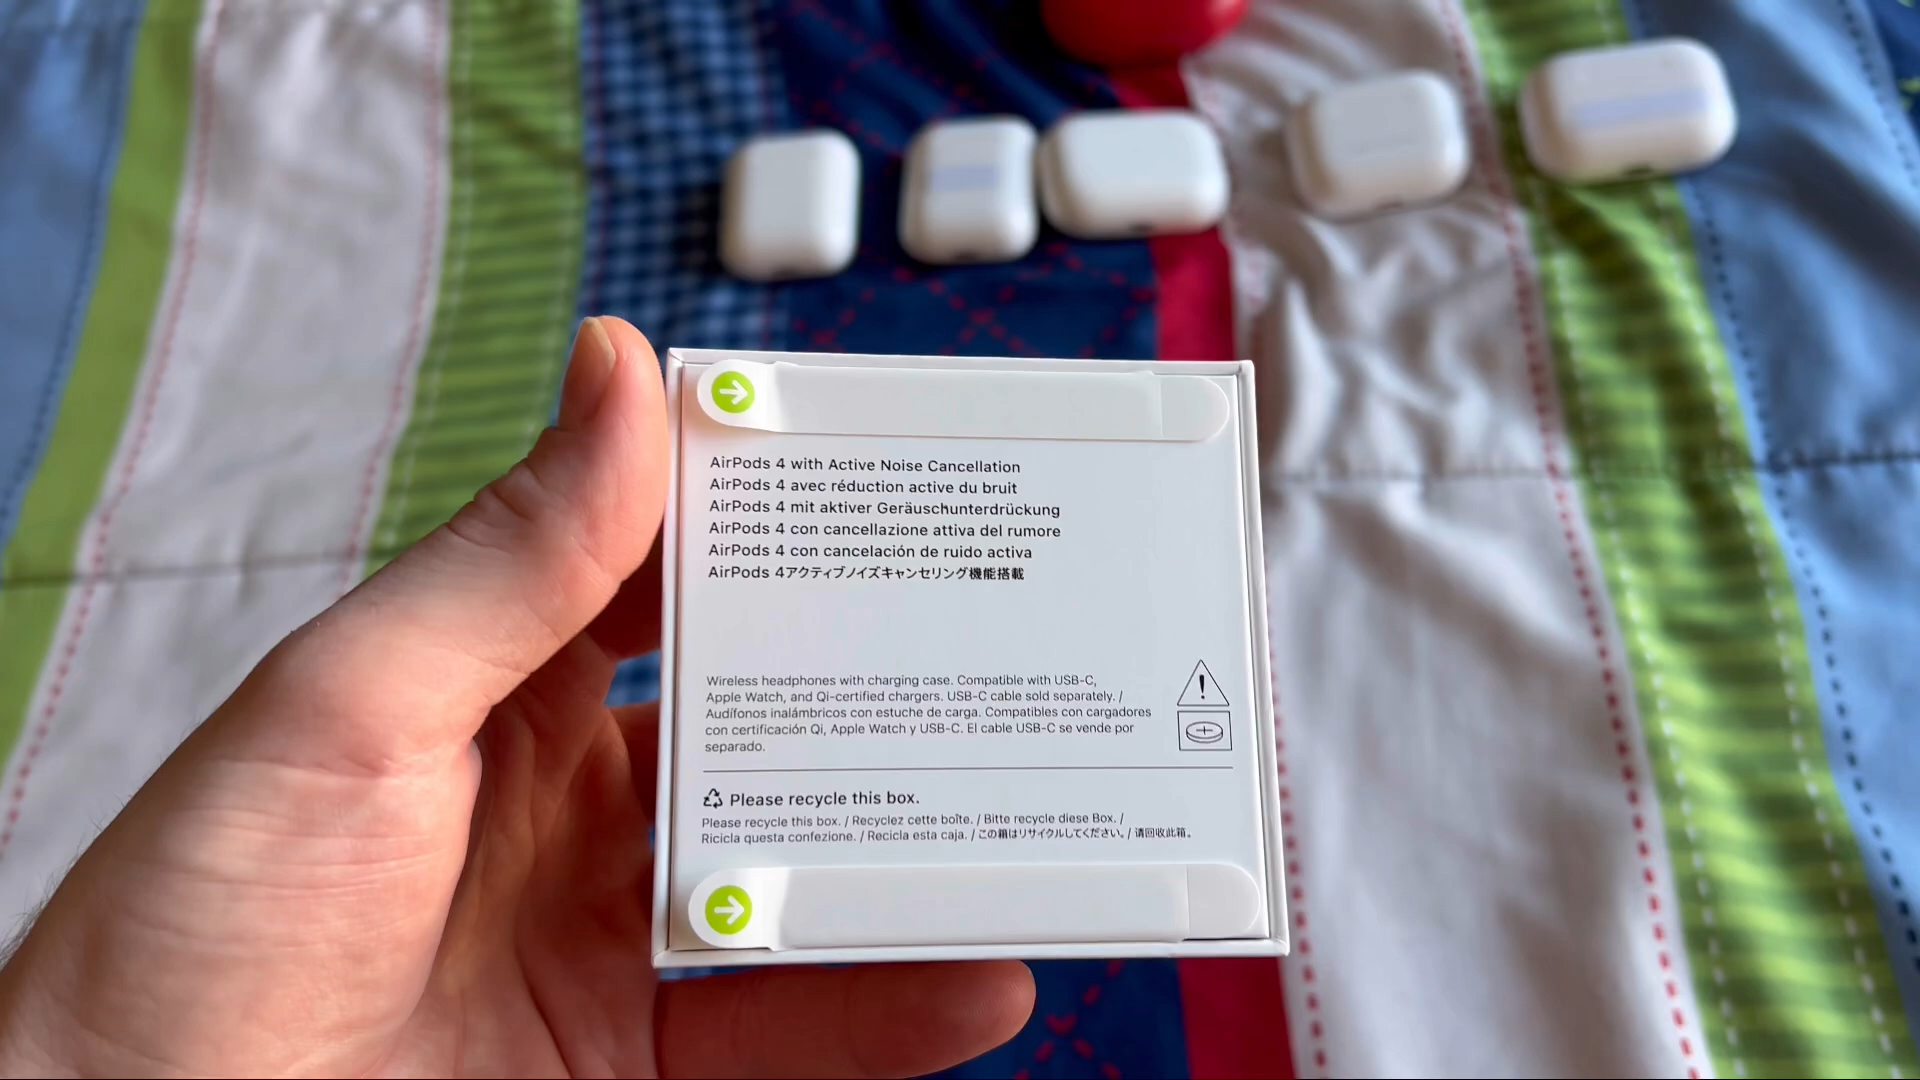 AirPods 4 with Active Noise Cancellation
AirPods 4 avec réduction active du bruit
AirPods 4 mit aktiver Geräuschunterdrückung
AirPods 4 con cancellazione attiva del rumore
AirPods 4 con cancelación de ruido activa
AirPods 4アクティブノイズキャンセリング機能搭載
Wireless headphones with charging case. Compatible with USB-C,
Apple Watch, and Qi-certified chargers. USB-C cable sold separately. /
Audífonos inalámbricos con estuche de carga. Compatibles con cargadores
con certificación Qi, Apple Watch y USB-C. El cable USB-C se vende por
separado.
Please recycle this box.
Please recycle this box. / Recyclez cette boîte. / Bitte recycle diese Box. /
Ricicla questa confezione. / Recicla esta caja. / この箱はリサイクルしてください。/ 请回收此箱。